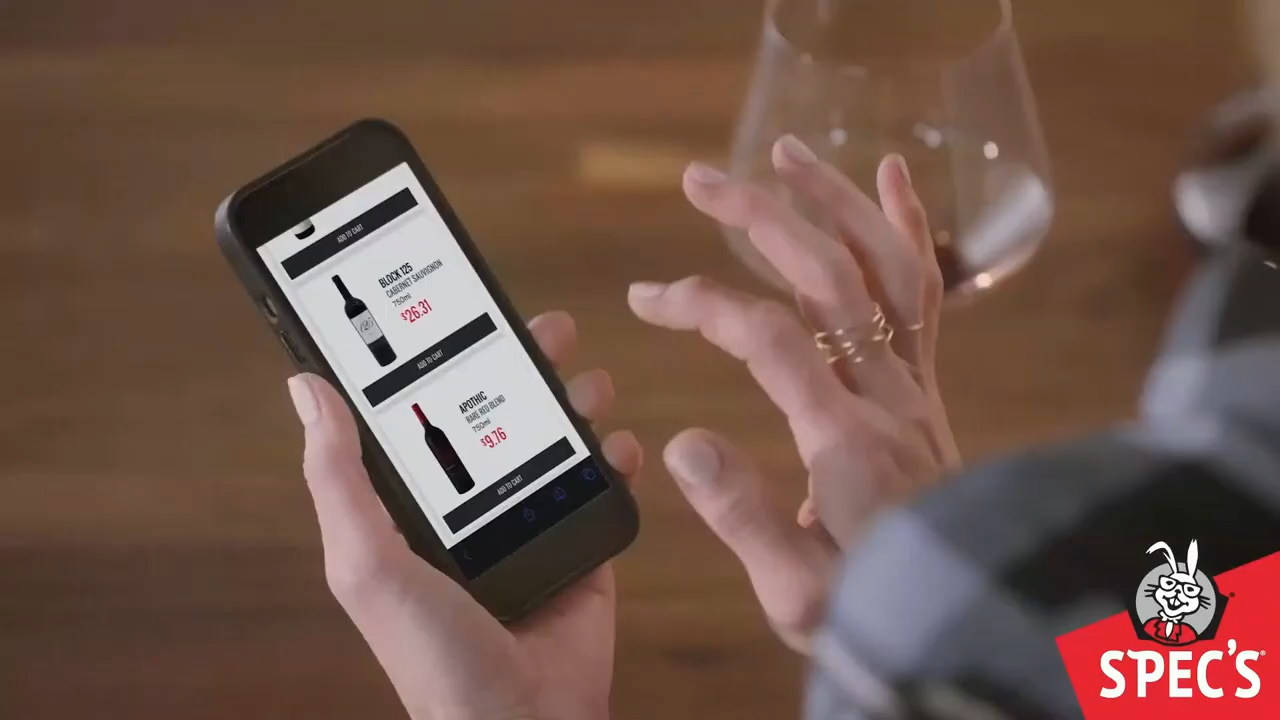 ADD TO CART
BLOCK 125
CABERNET SAUVIGNON
750ml
$26.31
ADD TO CART
APOTHIC
RARE RED BLEND
750ml
$9.76
ADD TO CART
SPEC'S